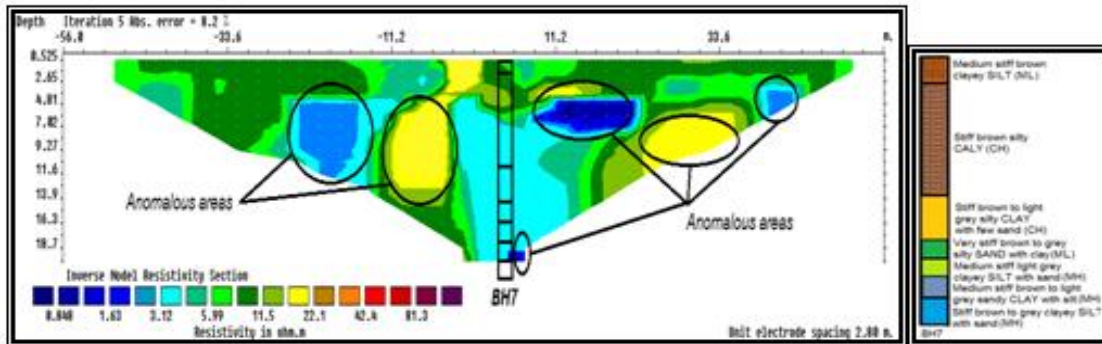 Depth Iteration 5 Abs. error = 8.2 %
-56.0 -33.6 -11.2 11.2 33.6 m.
0.525
2.65
4.81
7.02
9.27
11.6
13.9
16.3
18.7
Anomalous areas
Anomalous areas
Inverse Model Resistivity Section
0.848 1.63 3.12 5.99 11.5 22.1 42.4 81.3
Resistivity in ohm.m
BH7
Unit electrode spacing 2.80 m.
Medium stiff brown
clayey SILT (ML)
Stiff brown silty
CALY (CH)
Stiff brown to light
grey silty CLAY
with few sand (CH)
Very stiff brown to grey
silty SAND with clay(ML)
Medium stiff light grey
clayey SILT with sand(MH)
Medium stiff brown to light
grey sandy CLAY with silt(MH)
Stiff brown to grey clayey SILT
with sand(MH)
BH7